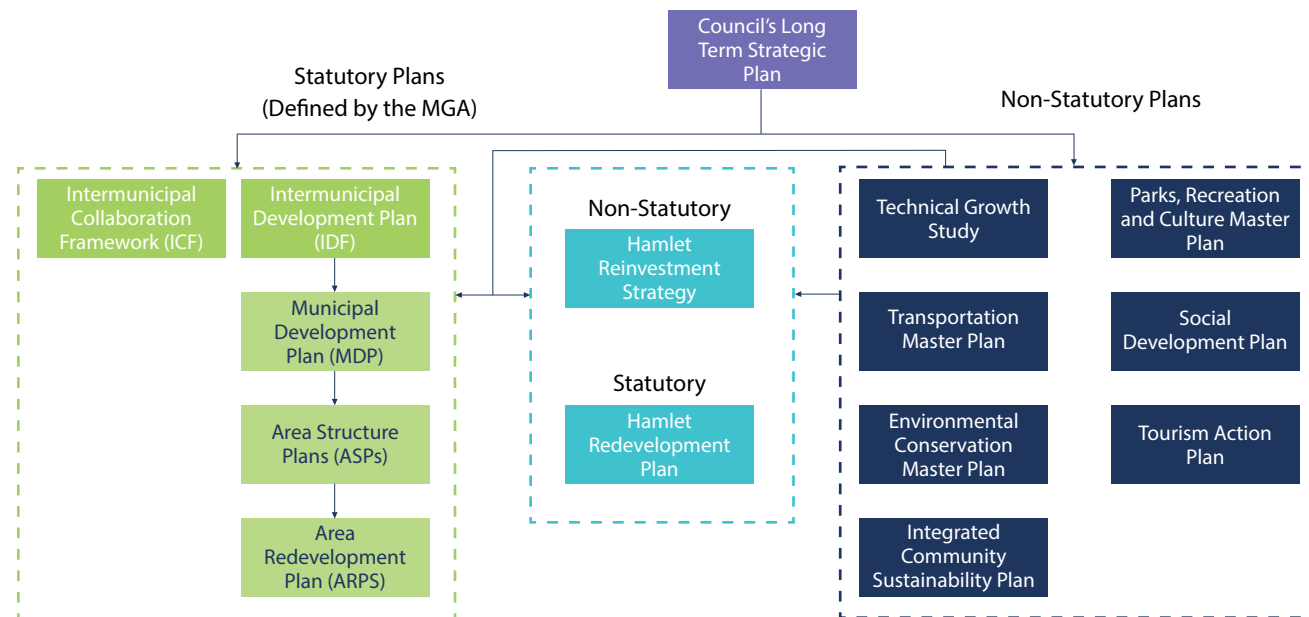 Council's Long
Term Strategic
Plan
Statutory Plans
(Defined by the MGA)
Non-Statutory Plans
Intermunicipal
Collaboration
Framework (ICF)
Intermunicipal
Development Plan
(IDF)
Municipal
Development
Plan (MDP)
Area Structure
Plans (ASPs)
Area
Redevelopment
Plan (ARPS)
Non-Statutory
Hamlet
Reinvestment
Strategy
Statutory
Hamlet
Redevelopment
Plan
Technical Growth
Study
Transportation
Master Plan
Environmental
Conservation
Master Plan
Integrated
Community
Sustainability Plan
Parks, Recreation
and Culture Master
Plan
Social
Development Plan
Tourism Action
Plan